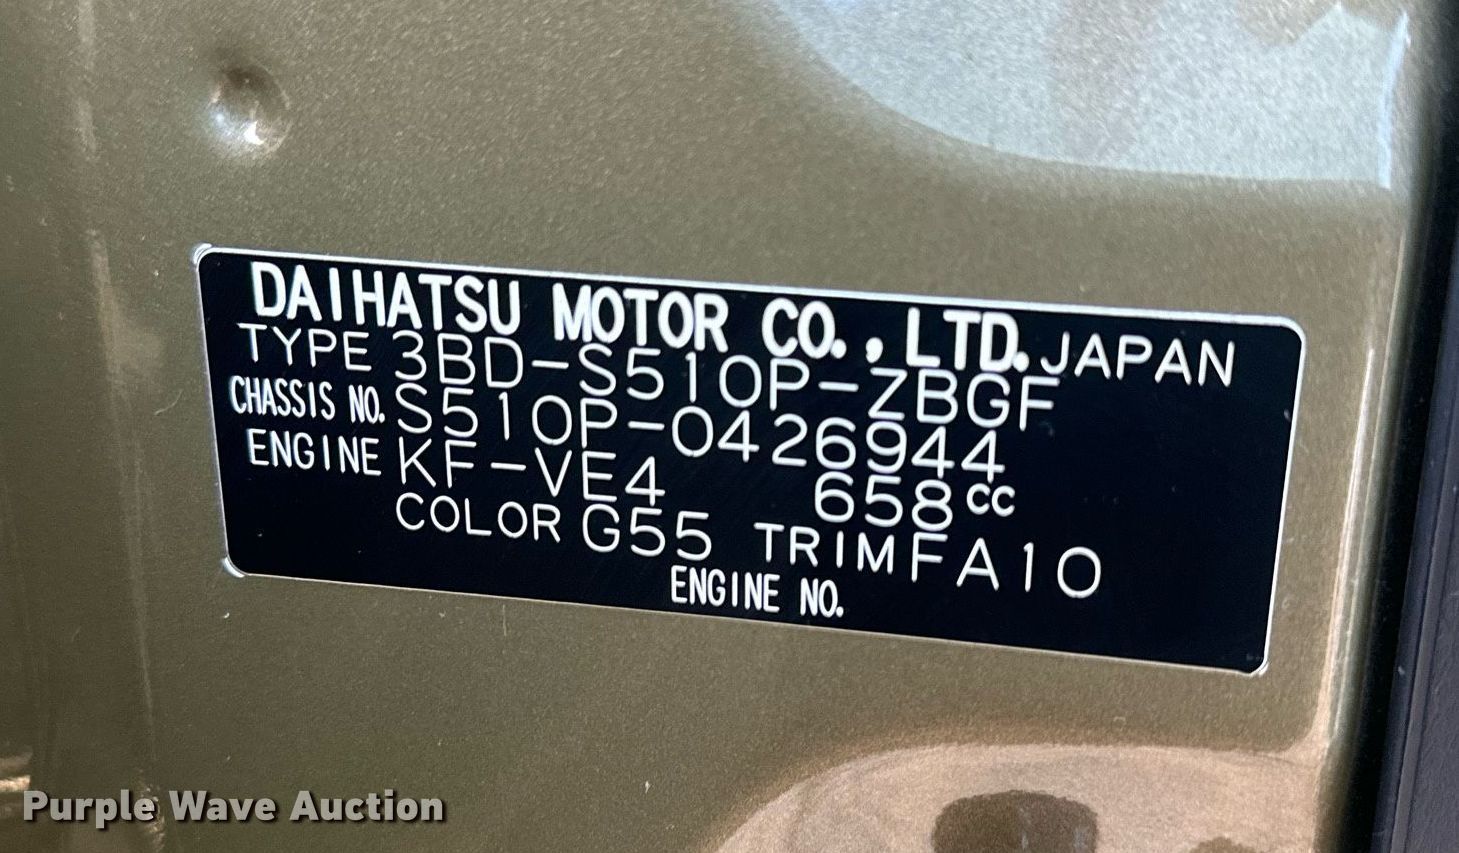 DAIHATSU MOTOR CO., LTD. JAPAN
TYPE 3BD-S510P-ZBGF
CHASSIS NO. S510P-0426944
ENGINE KF-VE4 658cc
COLOR G55 TRIM FA10
ENGINE NO.
Purple Wave Auction